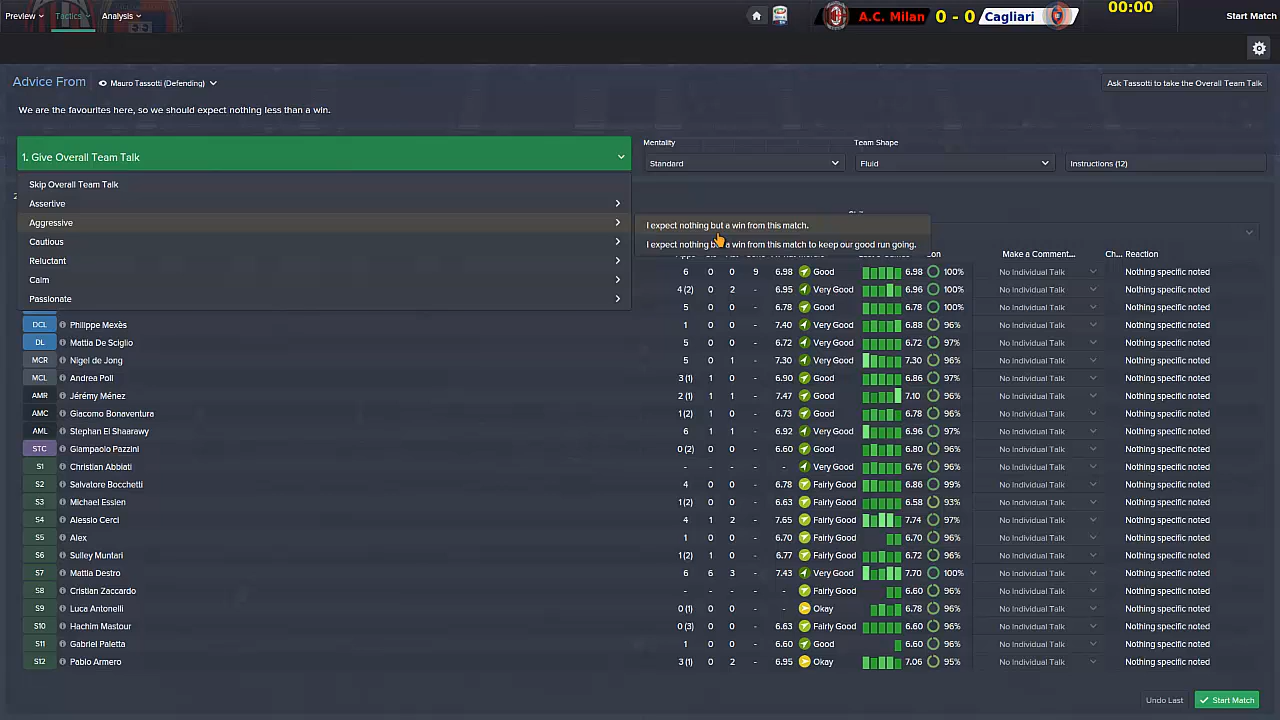 Preview Tactics Analysis A.C. Milan 0 - 0 Cagliari 00:00 Start Match
Advice From Mauro Tassotti (Defending) Ask Tassotti to take the Overall Team Talk
We are the favourites here, so we should expect nothing less than a win.
Mentality Team Shape
1. Give Overall Team Talk Standard Fluid Instructions (12)
Skip Overall Team Talk
Assertive
Aggressive I expect nothing but a win from this match.
Cautious I expect nothing but a win from this match to keep our good run going.
Con Make a Comment... Ch... Reaction
Reluctant 6 0 0 9 6.98 Good 6.98 100% No Individual Talk Nothing specific noted
Calm 4 (2) 0 2 - 6.95 Very Good 6.96 100% No Individual Talk Nothing specific noted
Passionate 5 0 0 - 6.78 Good 6.78 100% No Individual Talk Nothing specific noted
DCL Philippe Mexès 1 0 0 - 7.40 Very Good 6.88 96% No Individual Talk Nothing specific noted
DL Mattia De Sciglio 5 0 0 - 6.72 Very Good 6.72 97% No Individual Talk Nothing specific noted
MCR Nigel de Jong 5 0 1 - 7.30 Very Good 7.30 96% No Individual Talk Nothing specific noted
MCL Andrea Poli 3 (1) 1 0 - 6.90 Good 6.86 97% No Individual Talk Nothing specific noted
AMR Jérémy Ménez 2 (1) 1 1 - 7.47 Good 7.10 96% No Individual Talk Nothing specific noted
AMC Giacomo Bonaventura 1 (2) 1 0 - 6.73 Good 6.78 96% No Individual Talk Nothing specific noted
AML Stephan El Shaarawy 6 1 1 - 6.92 Very Good 6.96 97% No Individual Talk Nothing specific noted
STC Giampaolo Pazzini 0 (2) 0 0 - 6.60 Good 6.80 96% No Individual Talk Nothing specific noted
S1 Christian Abbiati - - - - - Very Good 6.76 96% No Individual Talk Nothing specific noted
S2 Salvatore Bocchetti 4 0 0 - 6.78 Fairly Good 6.86 99% No Individual Talk Nothing specific noted
S3 Michael Essien 1 (2) 0 0 - 6.63 Fairly Good 6.58 93% No Individual Talk Nothing specific noted
S4 Alessio Cerci 4 1 2 - 7.65 Fairly Good 7.74 97% No Individual Talk Nothing specific noted
S5 Alex 1 0 0 - 6.70 Fairly Good 6.70 96% No Individual Talk Nothing specific noted
S6 Sulley Muntari 1 (2) 1 0 - 6.77 Fairly Good 6.72 96% No Individual Talk Nothing specific noted
S7 Mattia Destro 6 6 3 - 7.43 Very Good 7.70 100% No Individual Talk Nothing specific noted
S8 Cristian Zaccardo - - - - - Fairly Good 6.60 96% No Individual Talk Nothing specific noted
S9 Luca Antonelli 0 (1) 0 0 - - Okay 6.78 96% No Individual Talk Nothing specific noted
S10 Hachim Mastour 0 (3) 0 0 - 6.63 Fairly Good 6.60 96% No Individual Talk Nothing specific noted
S11 Gabriel Paletta 1 0 0 - 6.60 Good 6.60 96% No Individual Talk Nothing specific noted
S12 Pablo Armero 3 (1) 0 2 - 6.95 Okay 7.06 95% No Individual Talk Nothing specific noted
Undo Last Start Match